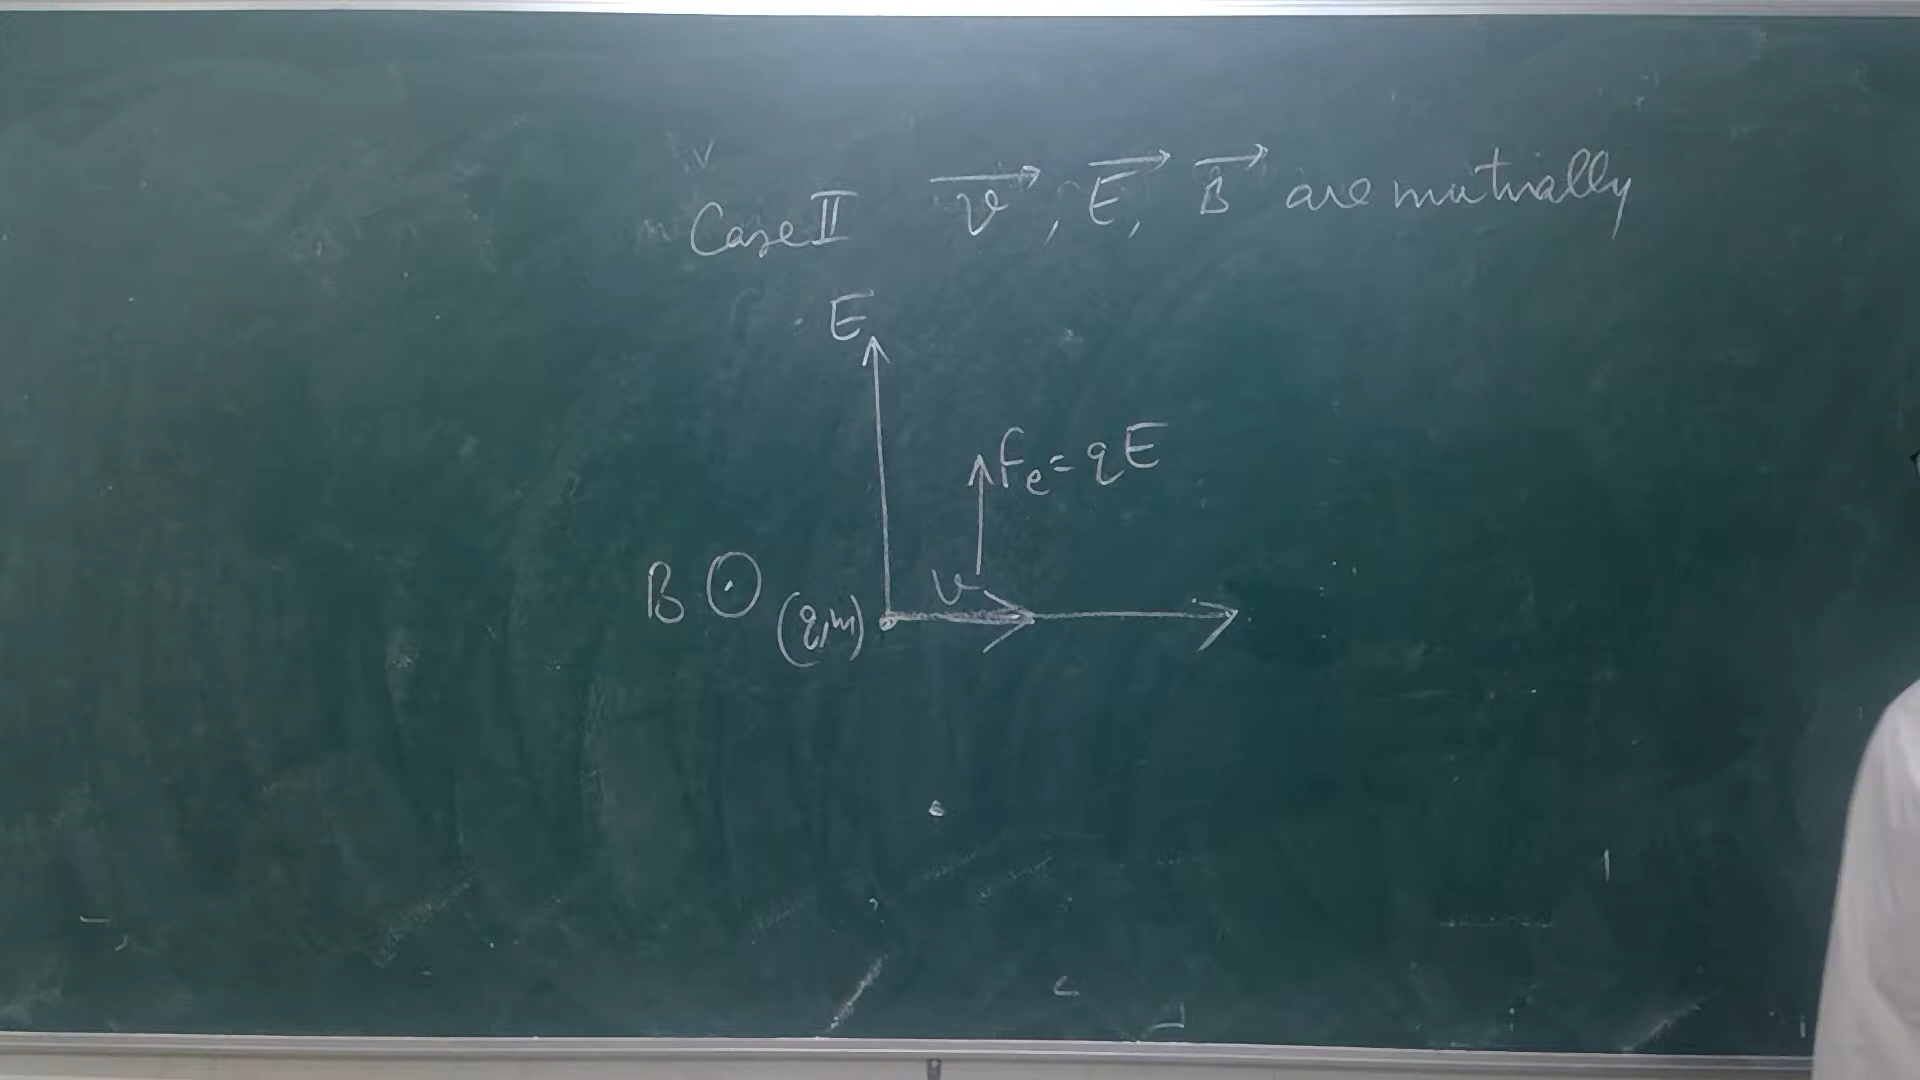 Case II v, E, B are mutually
E
Fe = qE
v
B
(q,m)